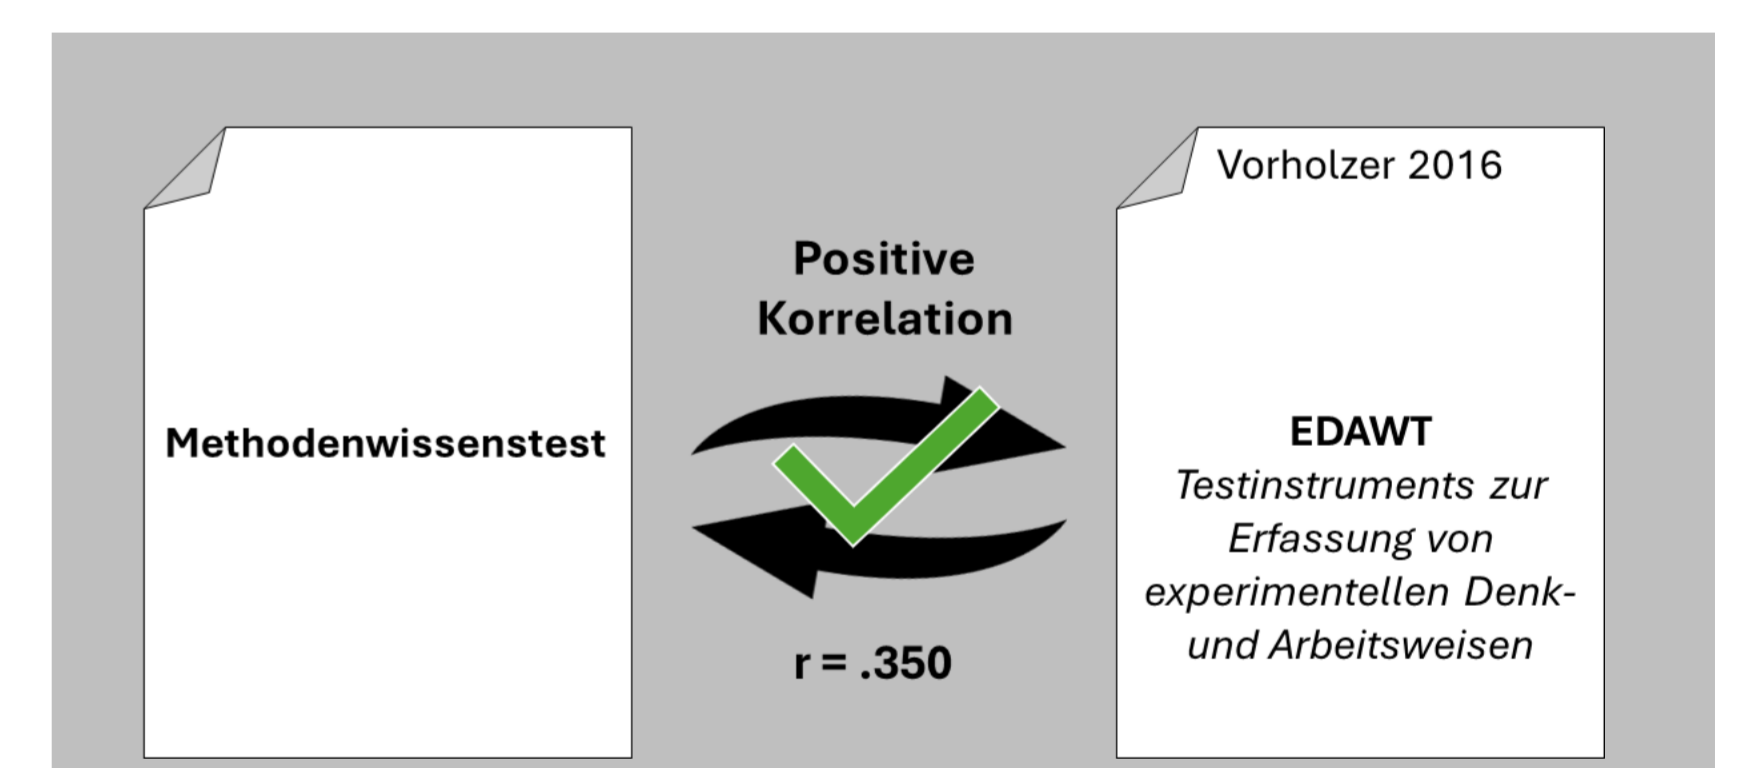 Vorholzer 2016
Positive
Korrelation
Methodenwissenstest
EDAWT
Testinstruments zur
Erfassung von
experimentellen Denk-
und Arbeitsweisen
r = .350